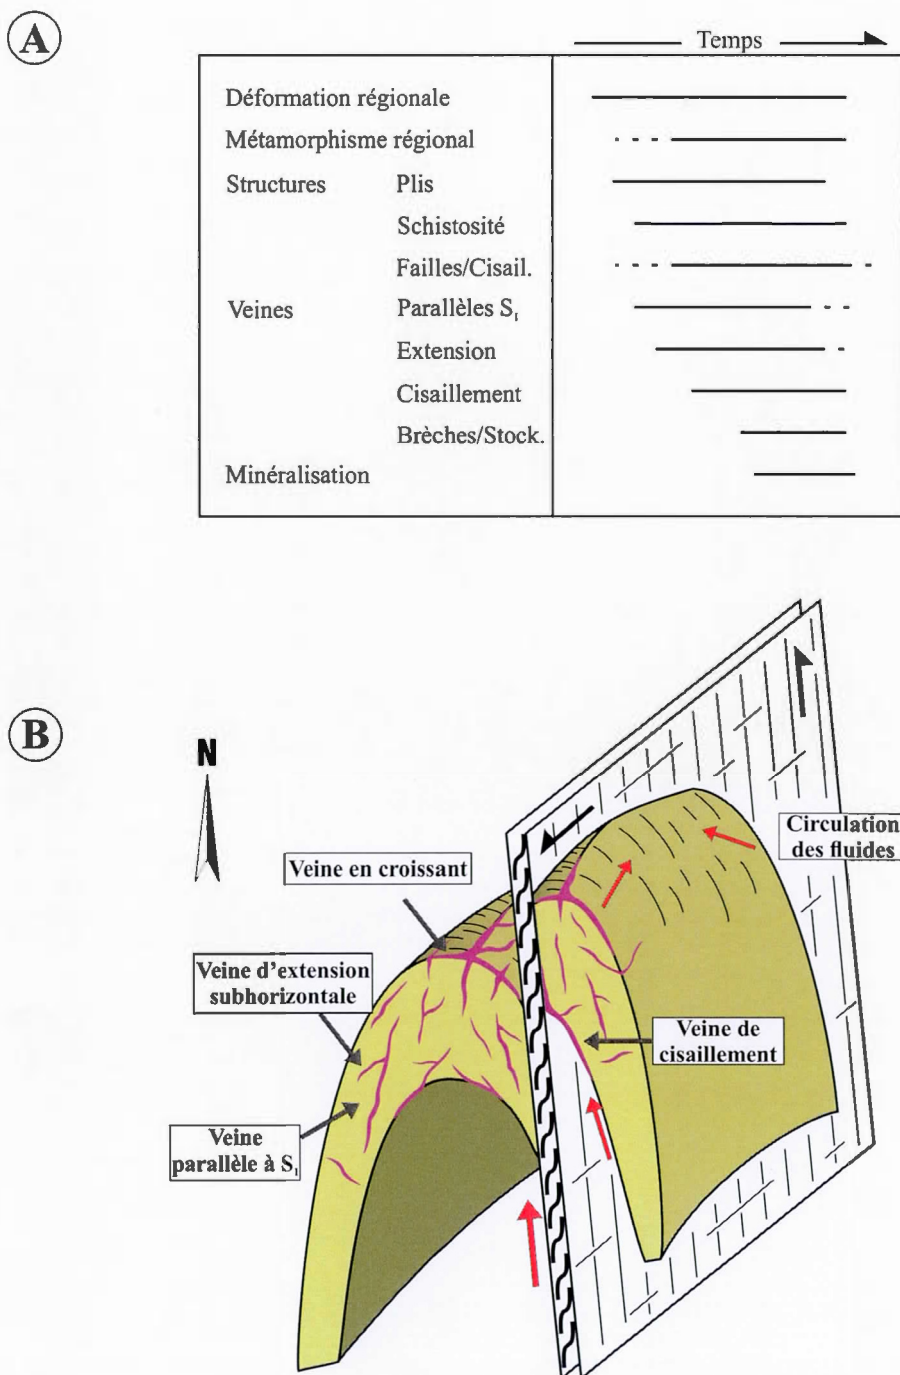 A
Temps
Déformation régionale
Métamorphisme régional
Structures Plis
Schistosité
Failles/Cisail.
Veines Parallèles S₁
Extension
Cisaillement
Brèches/Stock.
Minéralisation
B
N
Circulation
des fluides
Veine en croissant
Veine d'extension
subhorizontale
Veine de
cisaillement
Veine
parallèle à S₁